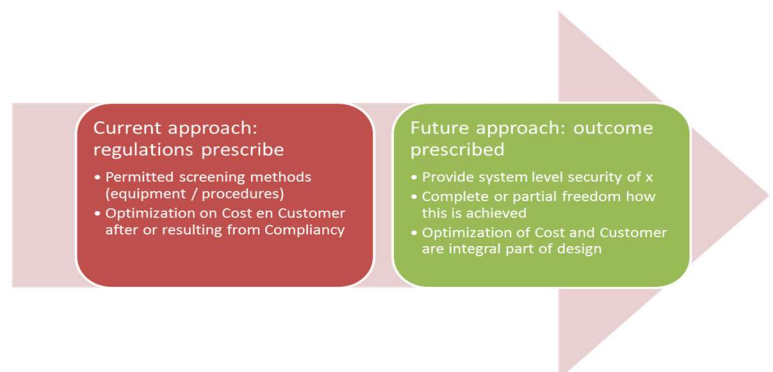 Current approach:
regulations prescribe
• Permitted screening methods
(equipment / procedures)
• Optimization on Cost en Customer
after or resulting from Compliancy
Future approach: outcome
prescribed
• Provide system level security of x
• Complete or partial freedom how
this is achieved
• Optimization of Cost and Customer
are integral part of design